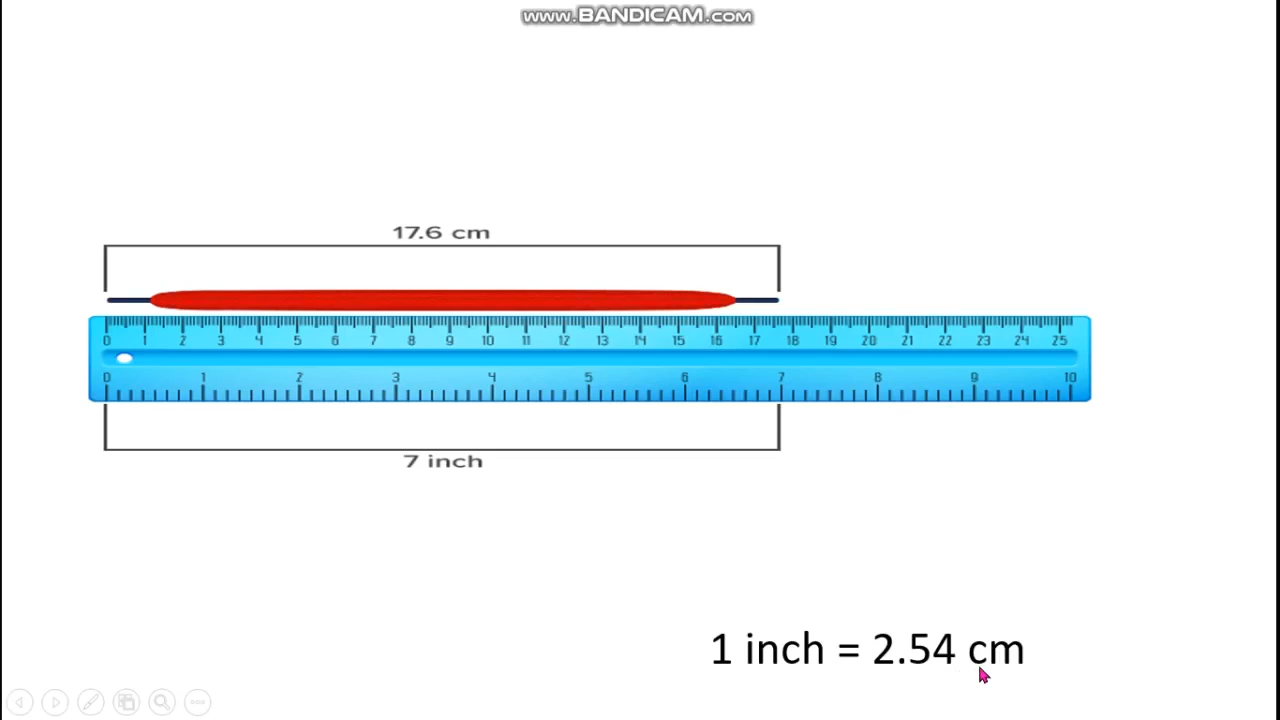 www.BANDICAM.com
17.6 cm
0 1 2 3 4 5 6 7 8 9 10 11 12 13 14 15 16 17 18 19 20 21 22 23 24 25
0 1 2 3 4 5 6 7 8 9 10
7 inch
1 inch = 2.54 cm